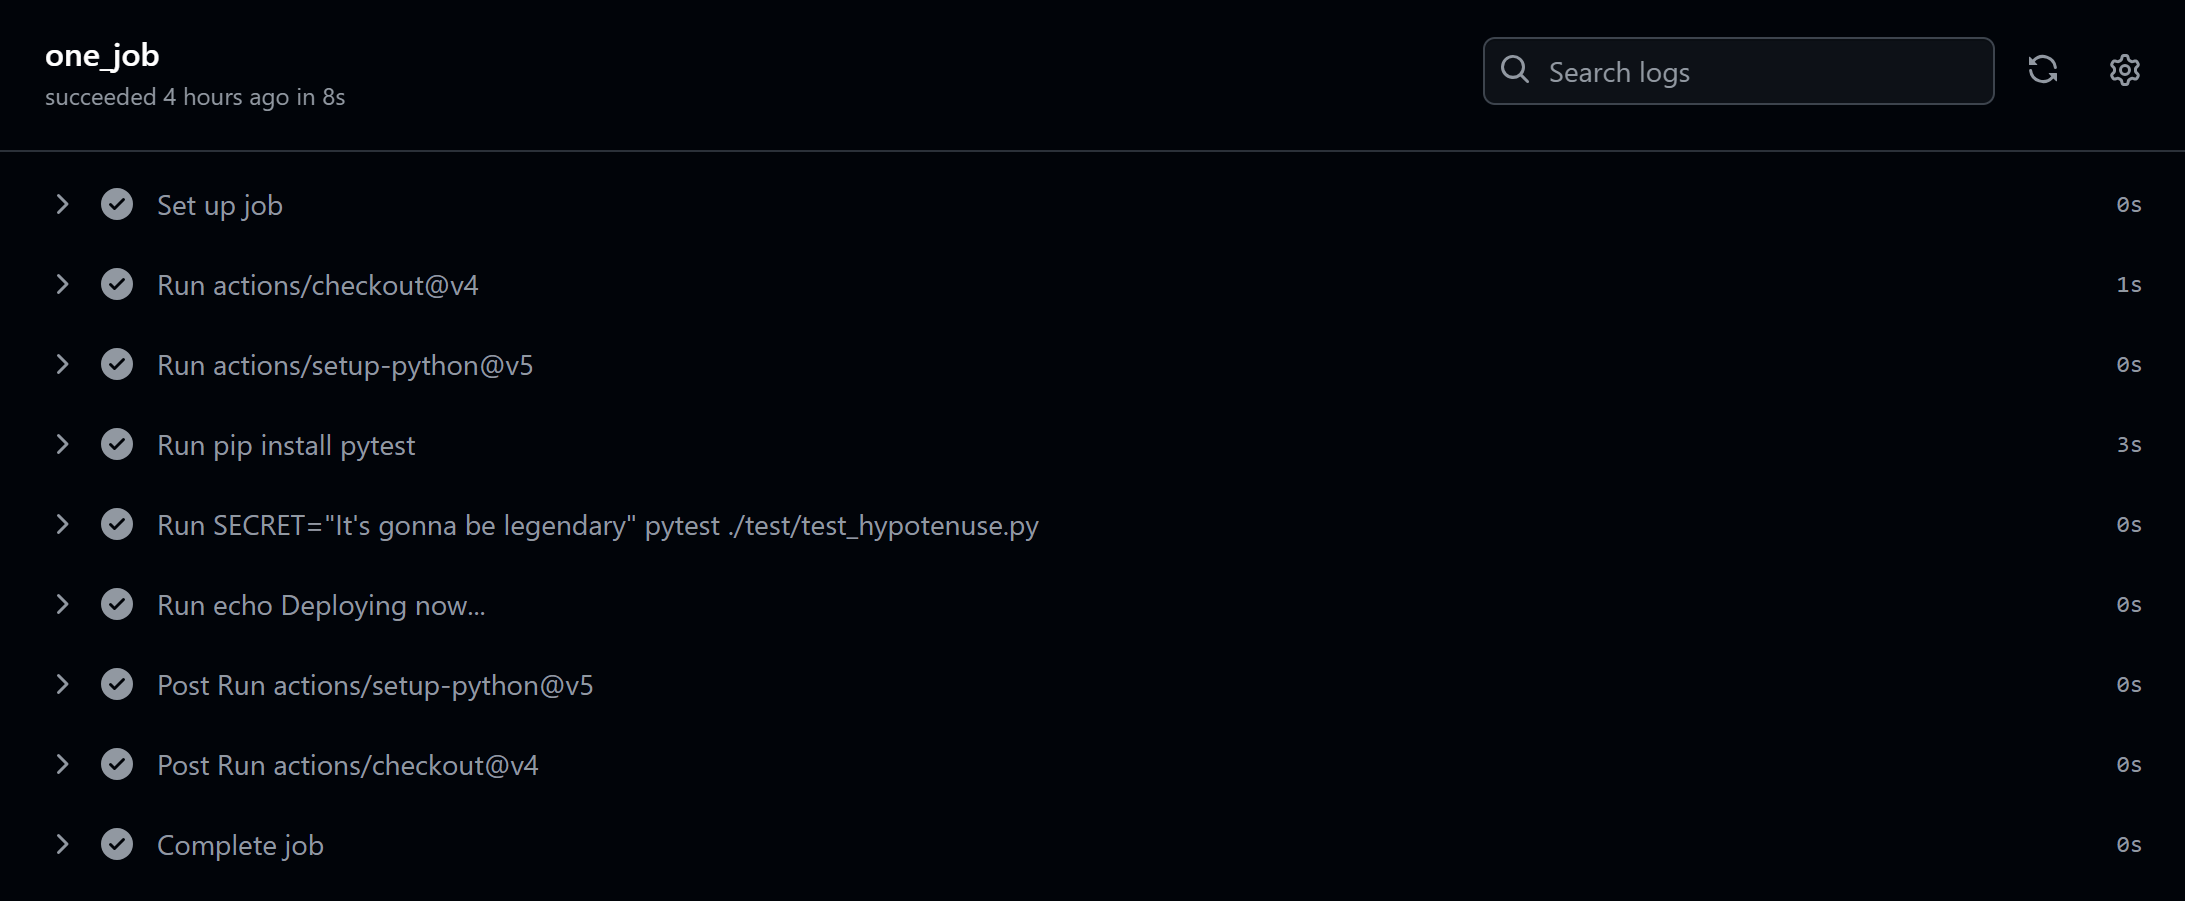 one_job
succeeded 4 hours ago in 8s
Search logs
Set up job 0s
Run actions/checkout@v4 1s
Run actions/setup-python@v5 0s
Run pip install pytest 3s
Run SECRET="It's gonna be legendary" pytest ./test/test_hypotenuse.py 0s
Run echo Deploying now... 0s
Post Run actions/setup-python@v5 0s
Post Run actions/checkout@v4 0s
Complete job 0s